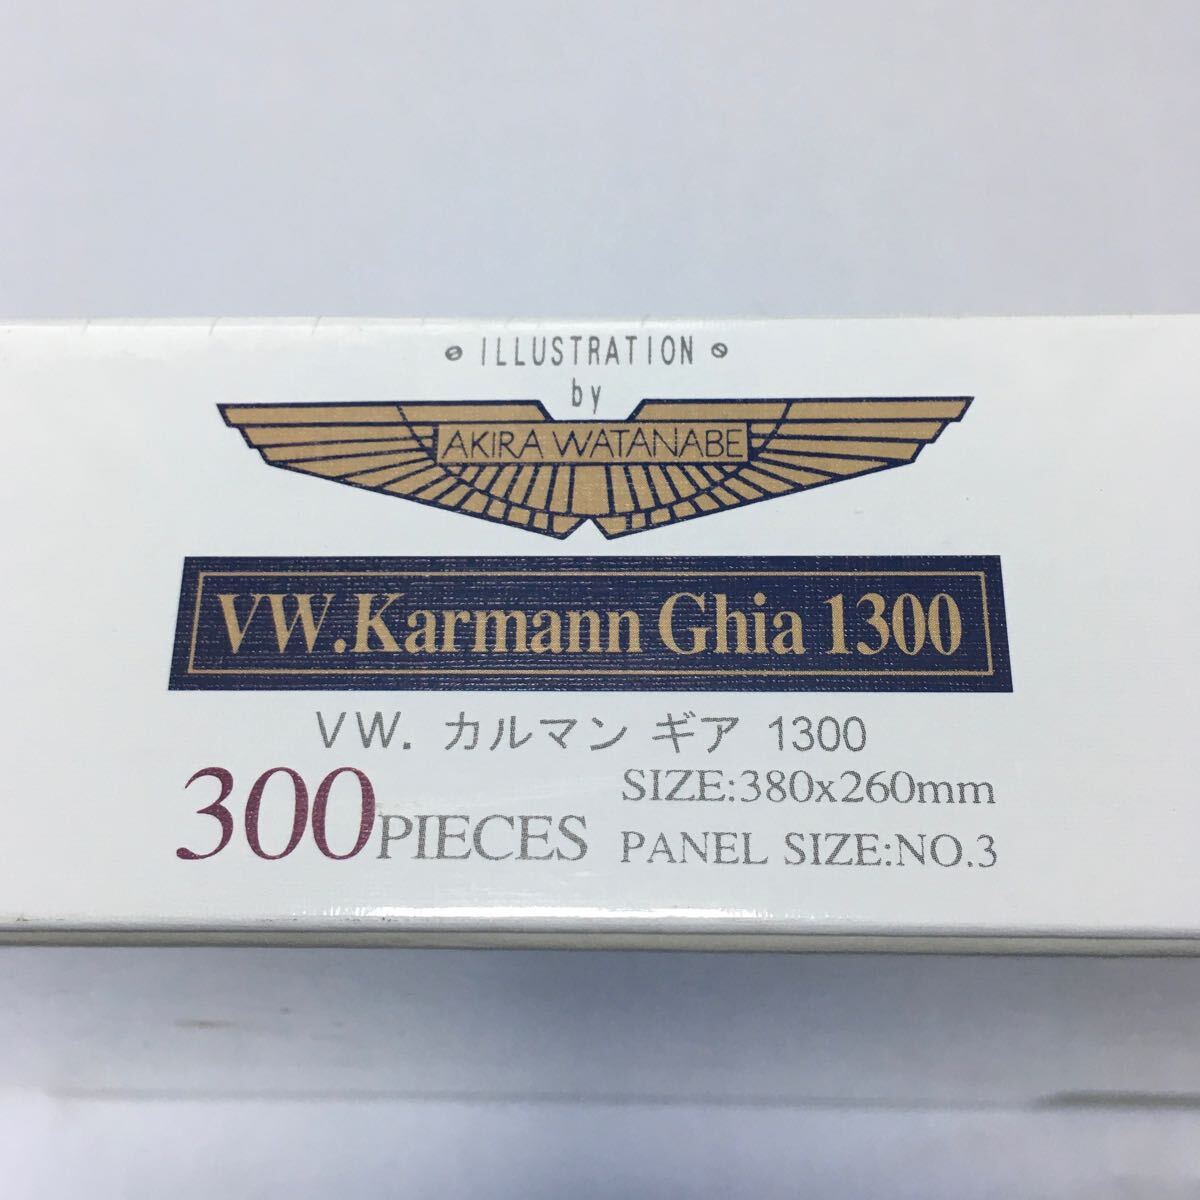 ILLUSTRATION
by
AKIRA WATANABE
VW.Karmann Ghia 1300
VW. カルマン ギア 1300
300PIECES
SIZE:380x260mm
PANEL SIZE:NO.3